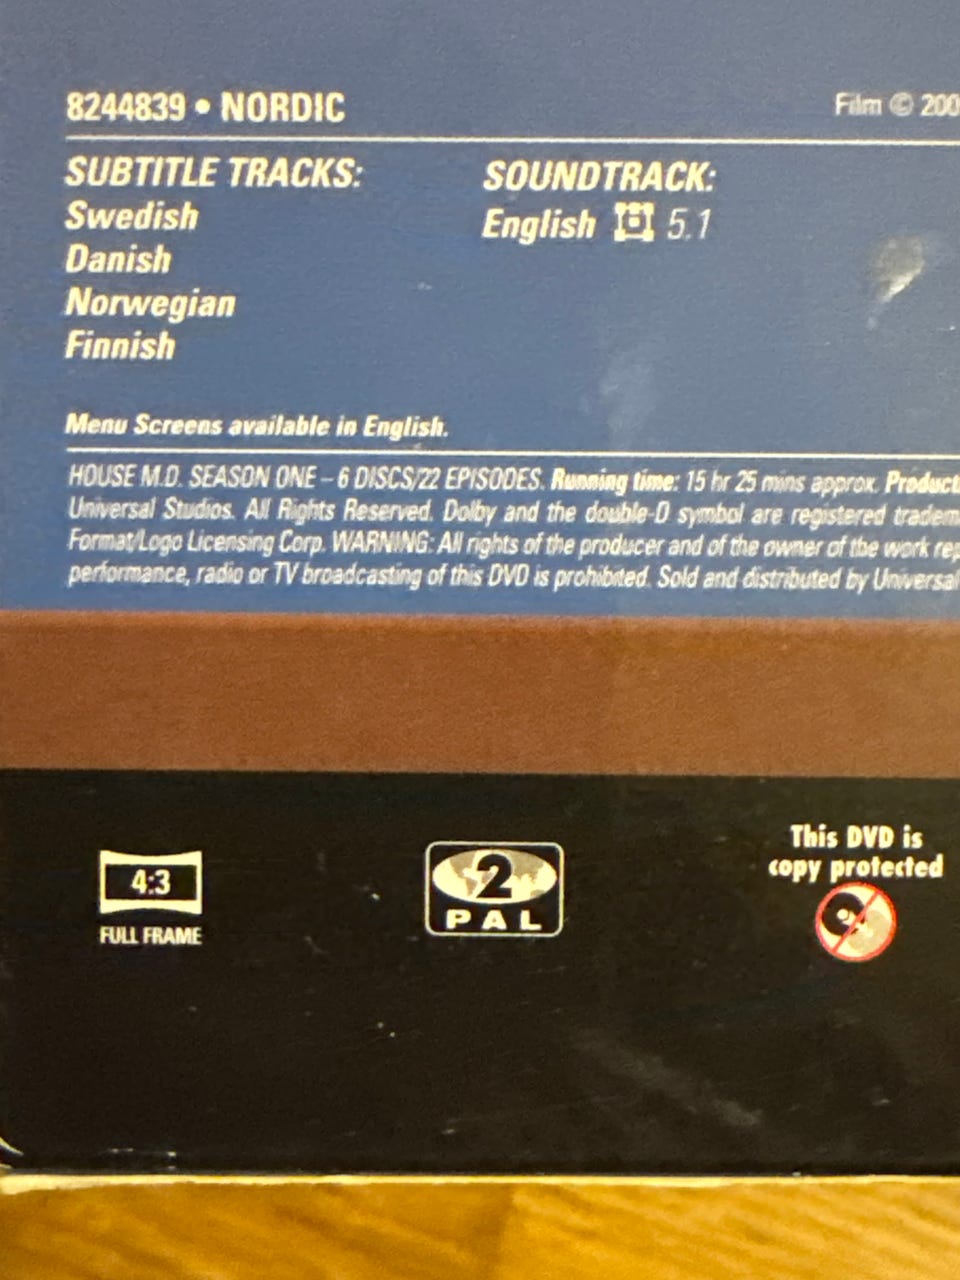 8244839 • NORDIC
Film © 200
SUBTITLE TRACKS:
Swedish
Danish
Norwegian
Finnish
SOUNDTRACK:
English 5.1
Menu Screens available in English.
HOUSE M.D. SEASON ONE – 6 DISCS/22 EPISODES. Running time: 15 hr 25 mins approx. Product
Universal Studios. All Rights Reserved. Dolby and the double-D symbol are registered tradem
Format/Logo Licensing Corp. WARNING: All rights of the producer and of the owner of the work rep
performance, radio or TV broadcasting of this DVD is prohibited. Sold and distributed by Universal
4:3
FULL FRAME
2
PAL
This DVD is
copy protected